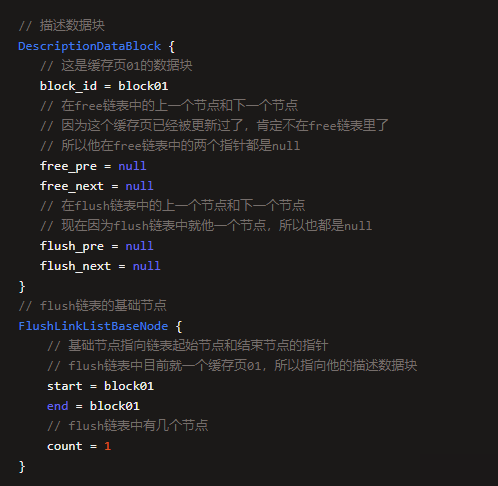 // 描述数据块
DescriptionDataBlock {
// 这是缓存页01的数据块
block_id = block01
// 在free链表中的上一个节点和下一个节点
// 因为这个缓存页已经被更新过了，肯定不在free链表里了
// 所以他在free链表中的两个指针都是null
free_pre = null
free_next = null
// 在flush链表中的上一个节点和下一个节点
// 现在因为flush链表中就他一个节点，所以也都是null
flush_pre = null
flush_next = null
}
// flush链表的基础节点
FlushLinkListBaseNode {
// 基础节点指向链表起始节点和结束节点的指针
// flush链表中目前就一个缓存页01，所以指向他的描述数据块
start = block01
end = block01
// flush链表中有几个节点
count = 1
}